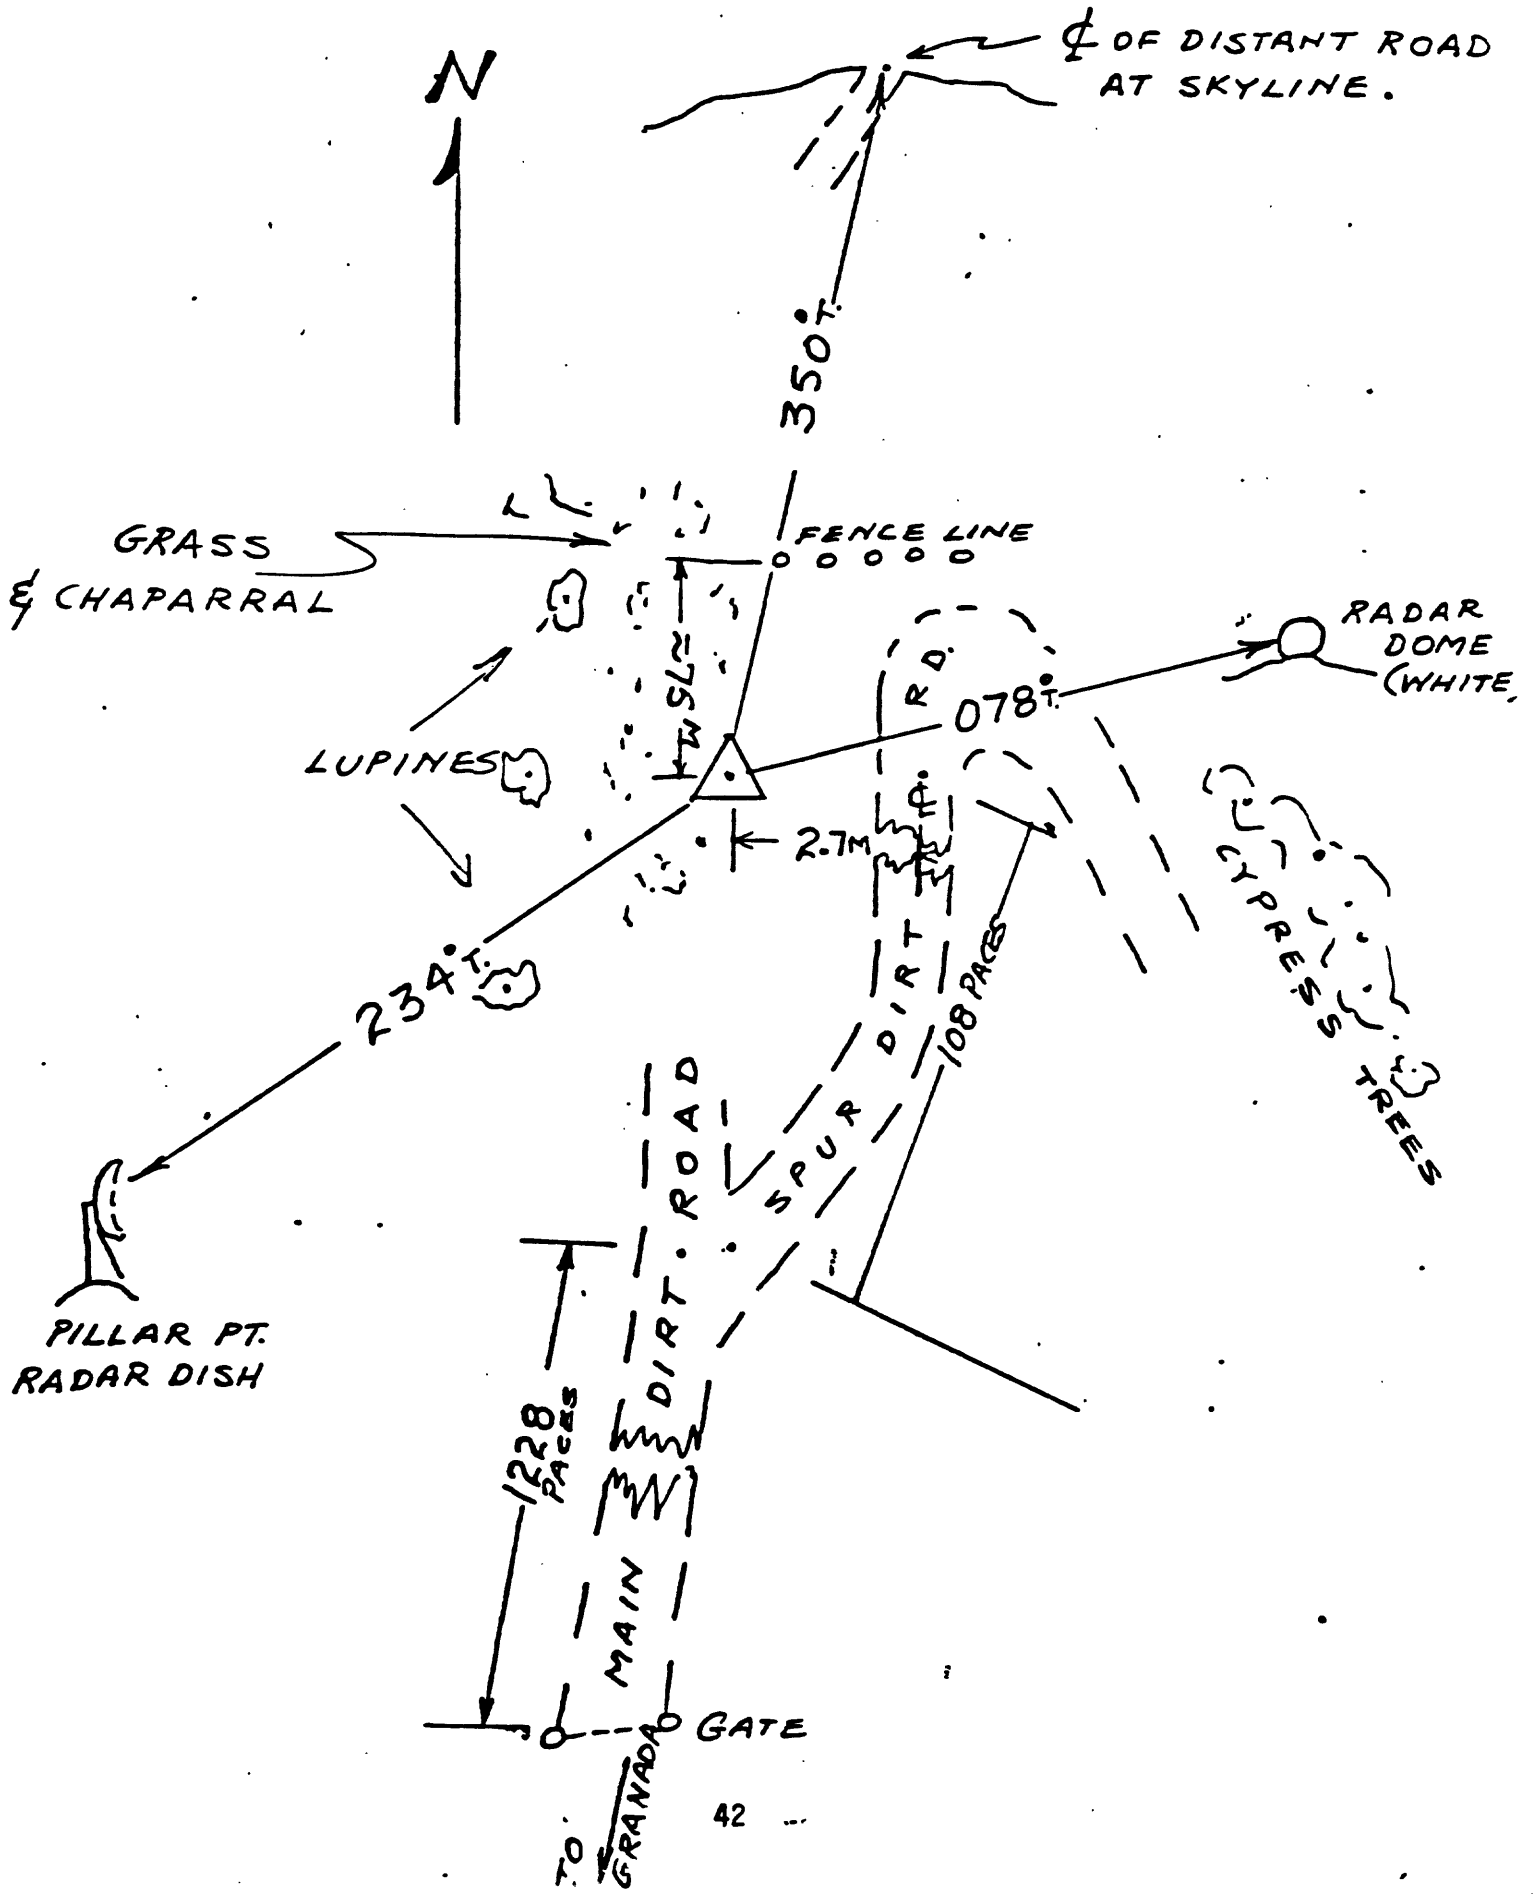 ℄ OF DISTANT ROAD
AT SKYLINE.
N
350° T.
GRASS
& CHAPARRAL
FENCE LINE
≈75M
RADAR
DOME
(WHITE
078° T.
LUPINES
2.7M
SPUR DIRT RD.
RD.
108 PACES
CYPRESS TREES
234° T.
PILLAR PT.
RADAR DISH
MAIN DIRT. ROAD
1228
PACES
GATE
TO
GRANADA
42